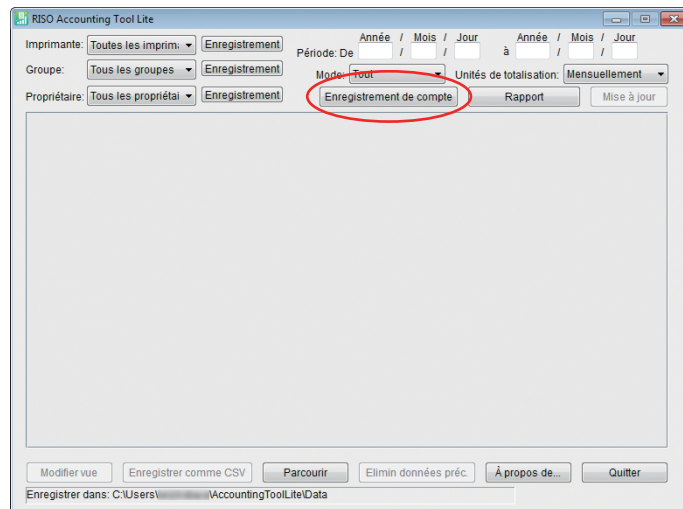 RISO Accounting Tool Lite
Année / Mois / Jour Année / Mois / Jour
Imprimante: Toutes les imprim: Enregistrement Période: De / / à / /
Groupe: Tous les groupes Enregistrement Mode: Tout Unités de totalisation: Mensuellement
Propriétaire: Tous les propriétai Enregistrement Enregistrement de compte Rapport Mise à jour
Modifier vue Enregistrer comme CSV Parcourir Elimin données préc. À propos de... Quitter
Enregistrer dans: C:\Users\ \AccountingToolLite\Data